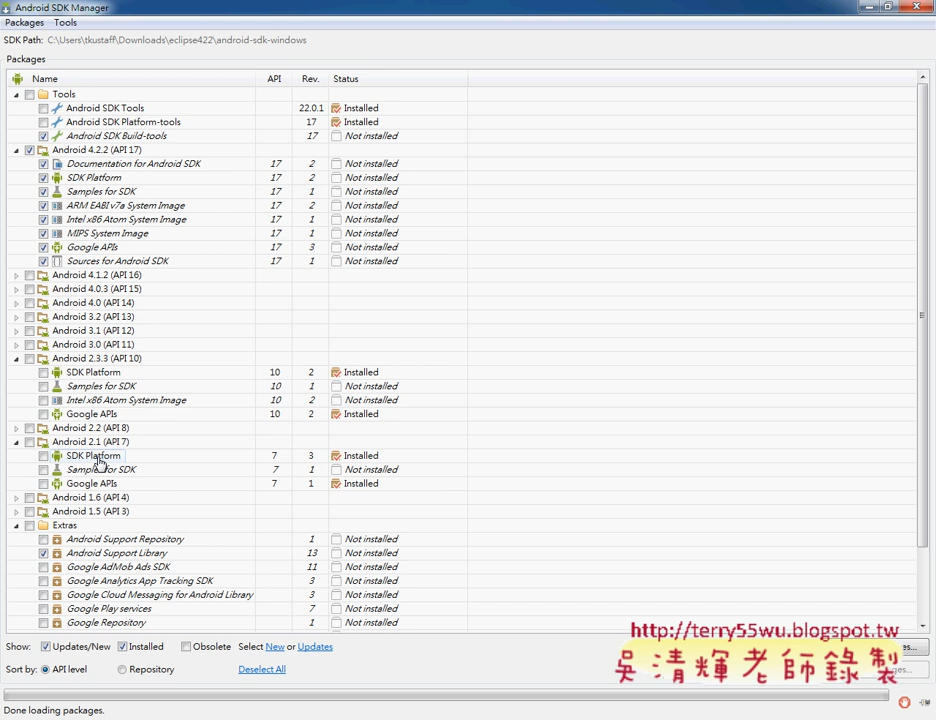 Android SDK Manager
Packages Tools
SDK Path: C:\Users\tkustaff\Downloads\eclipse422\android-sdk-windows
Packages
Name API Rev. Status
Tools
Android SDK Tools 22.0.1 Installed
Android SDK Platform-tools 17 Installed
Android SDK Build-tools 17 Not installed
Android 4.2.2 (API 17)
Documentation for Android SDK 17 2 Not installed
SDK Platform 17 2 Not installed
Samples for SDK 17 1 Not installed
ARM EABI v7a System Image 17 2 Not installed
Intel x86 Atom System Image 17 1 Not installed
MIPS System Image 17 1 Not installed
Google APIs 17 3 Not installed
Sources for Android SDK 17 1 Not installed
Android 4.1.2 (API 16)
Android 4.0.3 (API 15)
Android 4.0 (API 14)
Android 3.2 (API 13)
Android 3.1 (API 12)
Android 3.0 (API 11)
Android 2.3.3 (API 10)
SDK Platform 10 2 Installed
Samples for SDK 10 1 Not installed
Intel x86 Atom System Image 10 2 Not installed
Google APIs 10 2 Installed
Android 2.2 (API 8)
Android 2.1 (API 7)
SDK Platform 7 3 Installed
Samples for SDK 7 1 Not installed
Google APIs 7 1 Installed
Android 1.6 (API 4)
Android 1.5 (API 3)
Extras
Android Support Repository 1 Not installed
Android Support Library 13 Not installed
Google AdMob Ads SDK 11 Not installed
Google Analytics App Tracking SDK 3 Not installed
Google Cloud Messaging for Android Library 3 Not installed
Google Play services 7 Not installed
Google Repository 1 Not installed
Show: Updates/New Installed Obsolete Select New or Updates
Sort by: API level Repository Deselect All
http://terry55wu.blogspot.tw
吳清輝老師錄製
Done loading packages.